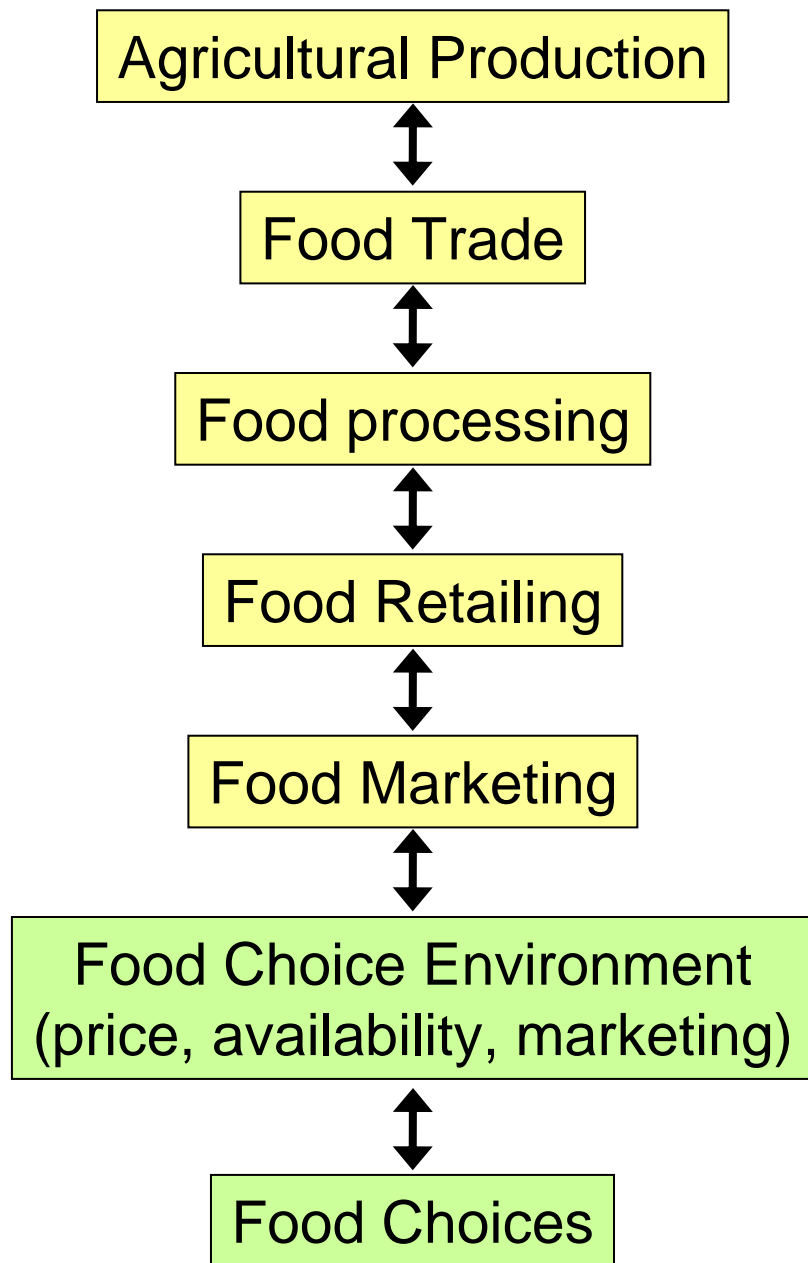 Agricultural Production
Food Trade
Food processing
Food Retailing
Food Marketing
Food Choice Environment
(price, availability, marketing)
Food Choices